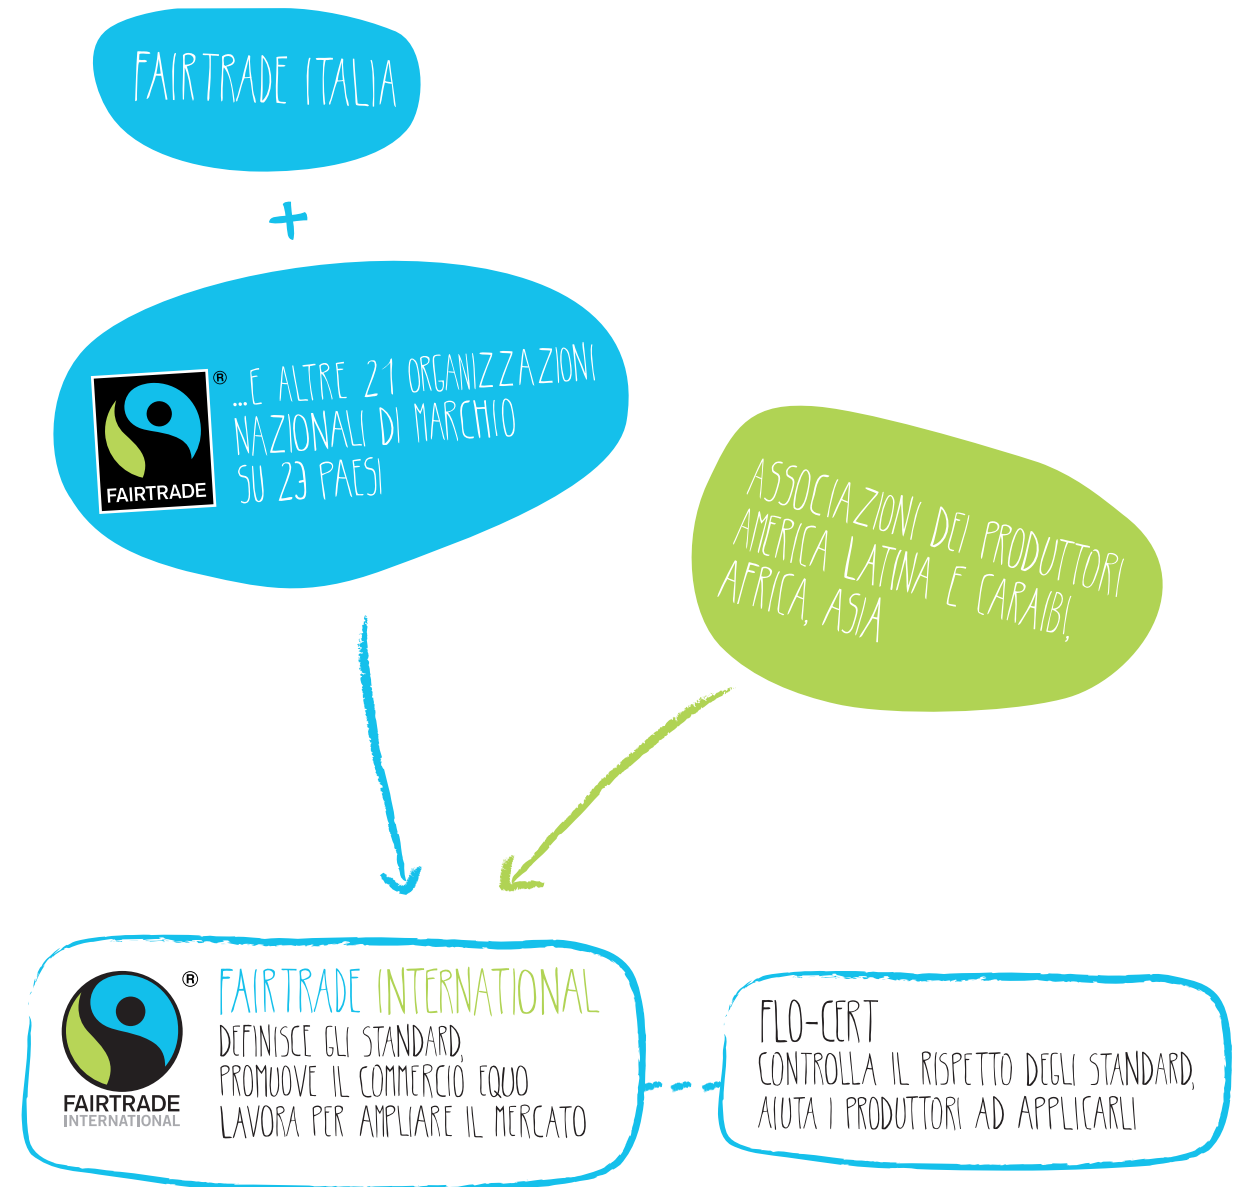 FAIRTRADE ITALIA
+
...E ALTRE 21 ORGANIZZAZIONI
NAZIONALI DI MARCHIO
SU 23 PAESI
®
FAIRTRADE
ASSOCIAZIONI DEI PRODUTTORI
AMERICA LATINA E CARAIBI,
AFRICA, ASIA
®
FAIRTRADE
INTERNATIONAL
FAIRTRADE INTERNATIONAL
DEFINISCE GLI STANDARD,
PROMUOVE IL COMMERCIO EQUO
LAVORA PER AMPLIARE IL MERCATO
FLO-CERT
CONTROLLA IL RISPETTO DEGLI STANDARD,
AIUTA I PRODUTTORI AD APPLICARLI